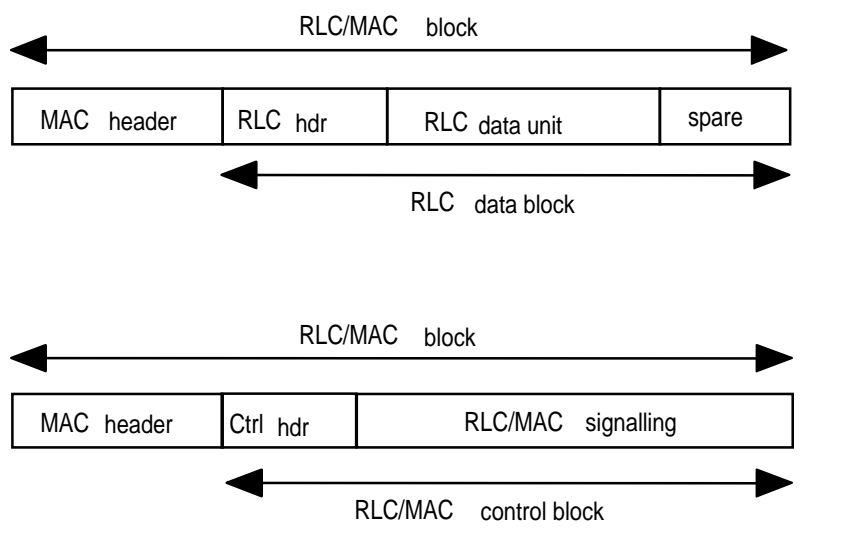 RLC/MAC block
MAC header RLC hdr RLC data unit spare
RLC data block
RLC/MAC block
MAC header Ctrl hdr RLC/MAC signalling
RLC/MAC control block